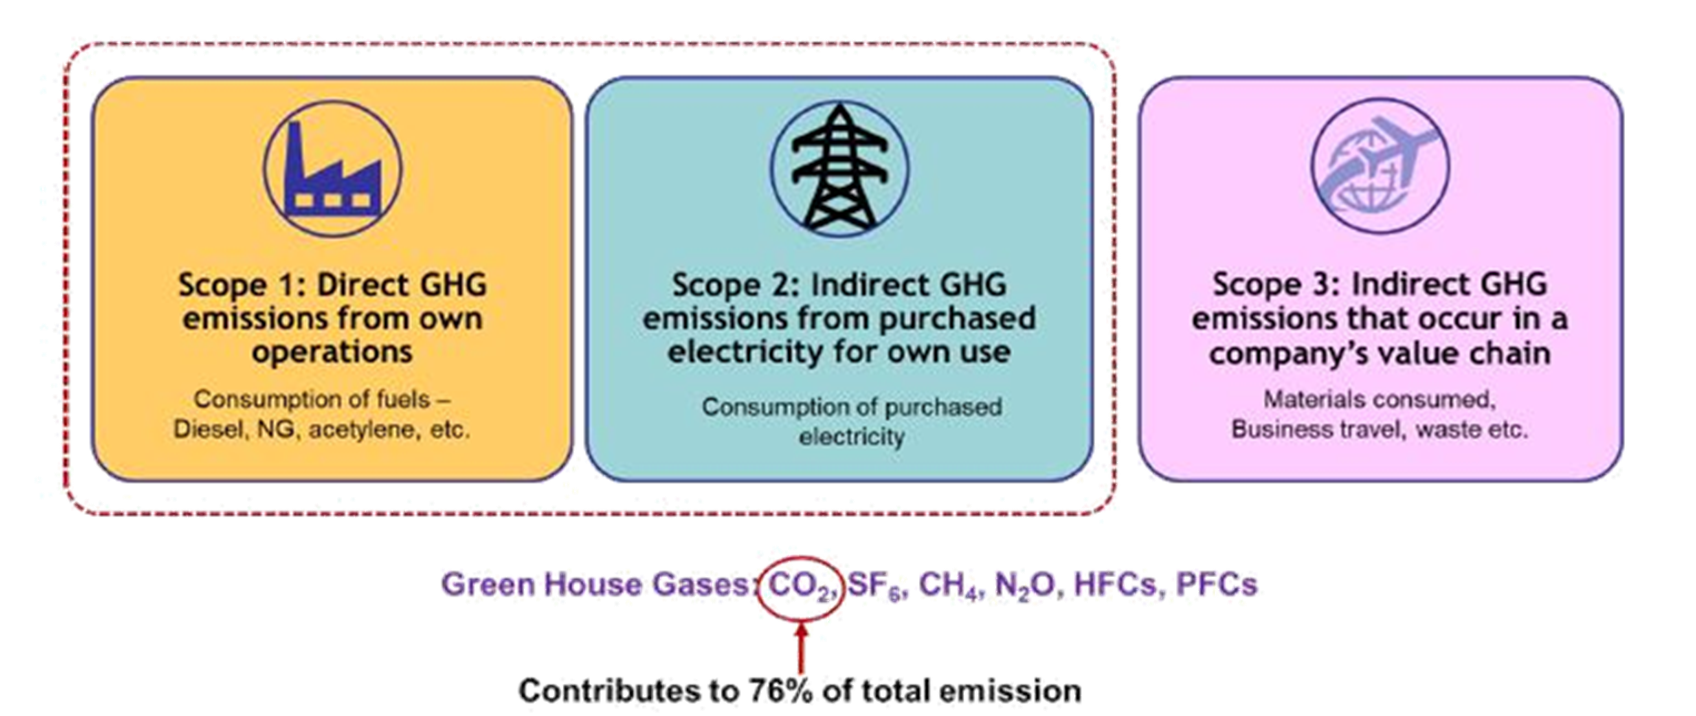 Scope 1: Direct GHG
emissions from own
operations
Consumption of fuels –
Diesel, NG, acetylene, etc.
Scope 2: Indirect GHG
emissions from purchased
electricity for own use
Consumption of purchased
electricity
Scope 3: Indirect GHG
emissions that occur in a
company's value chain
Materials consumed,
Business travel, waste etc.
Green House Gases: CO₂, SF₆, CH₄, N₂O, HFCs, PFCs
Contributes to 76% of total emission